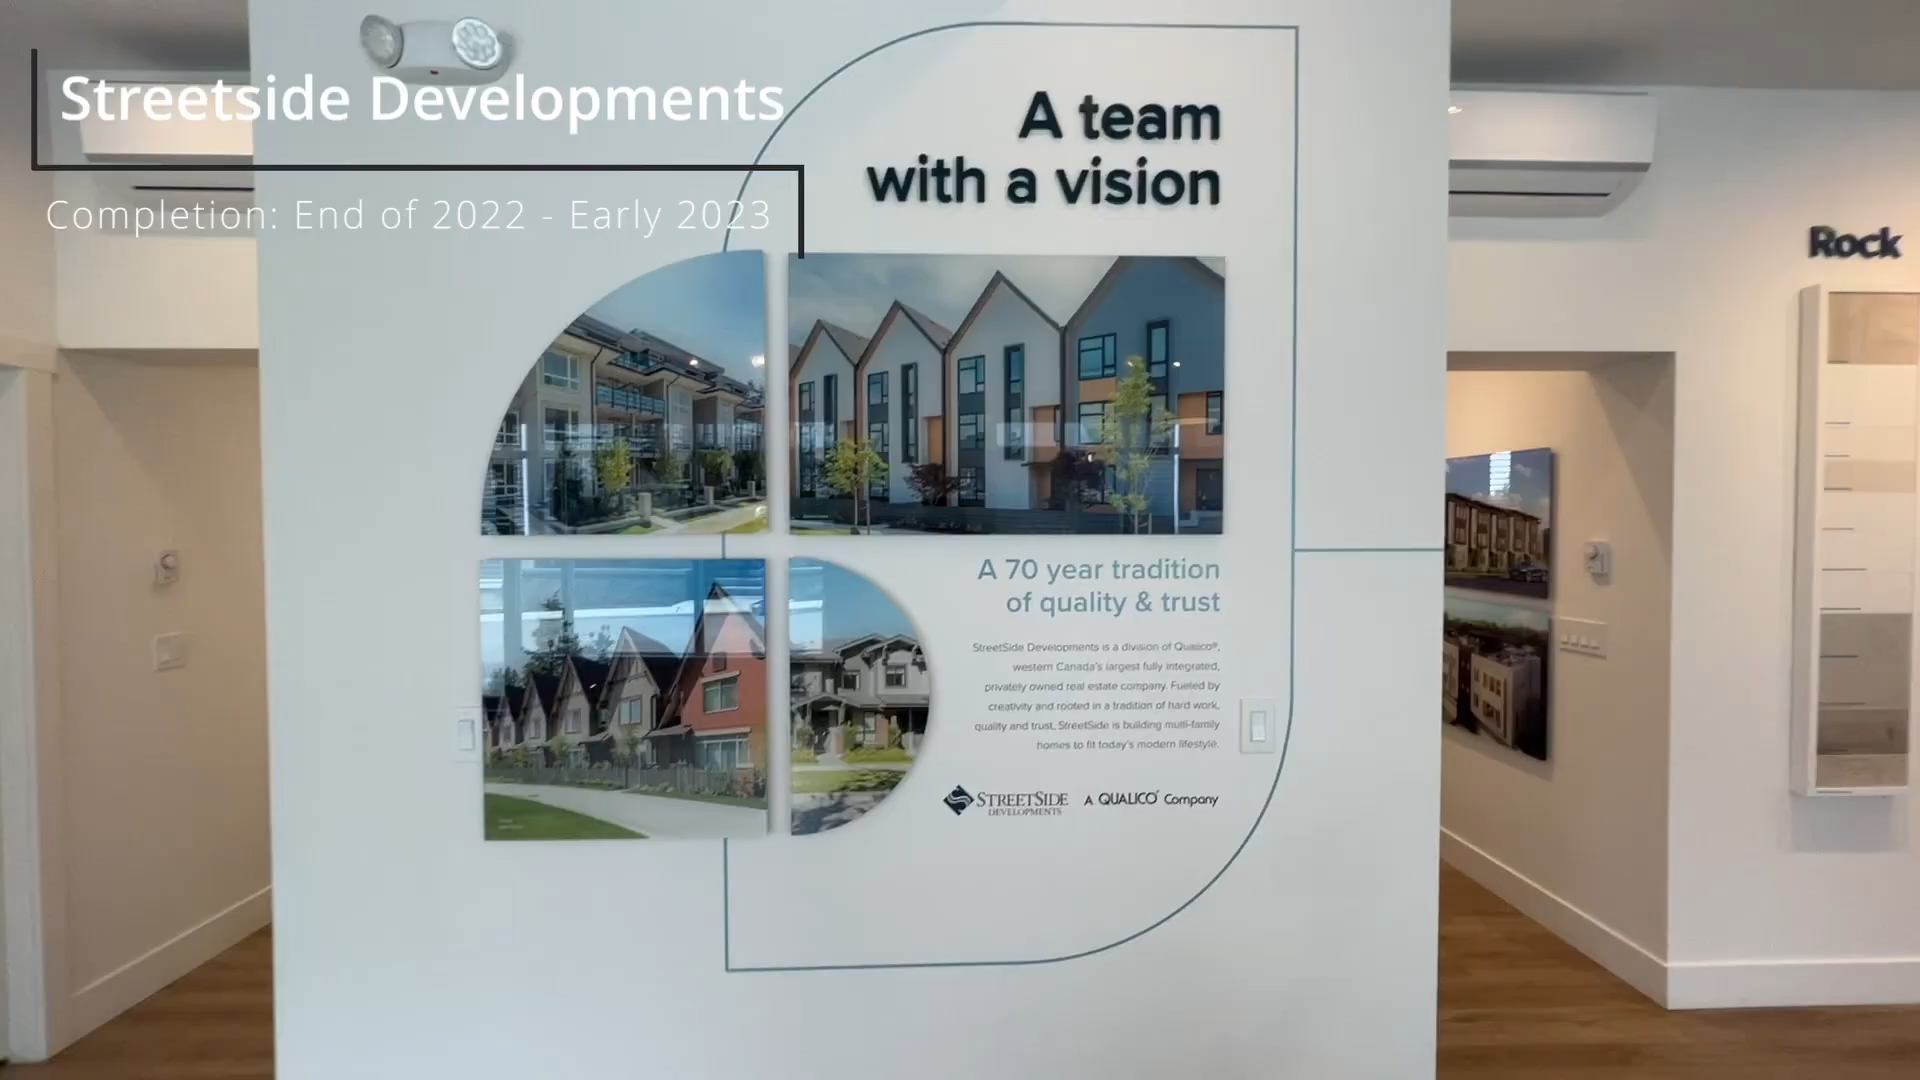 Streetside Developments
Completion: End of 2022 - Early 2023
A team
with a vision
Rock
A 70 year tradition
of quality & trust
StreetSide Developments is a division of Qualico®,
western Canada's largest fully integrated,
privately owned real estate company. Fueled by
creativity and rooted in a tradition of hard work,
quality and trust, StreetSide is building multi-family
homes to fit today's modern lifestyle.
STREETSIDE
DEVELOPMENTS
A QUALICO® Company